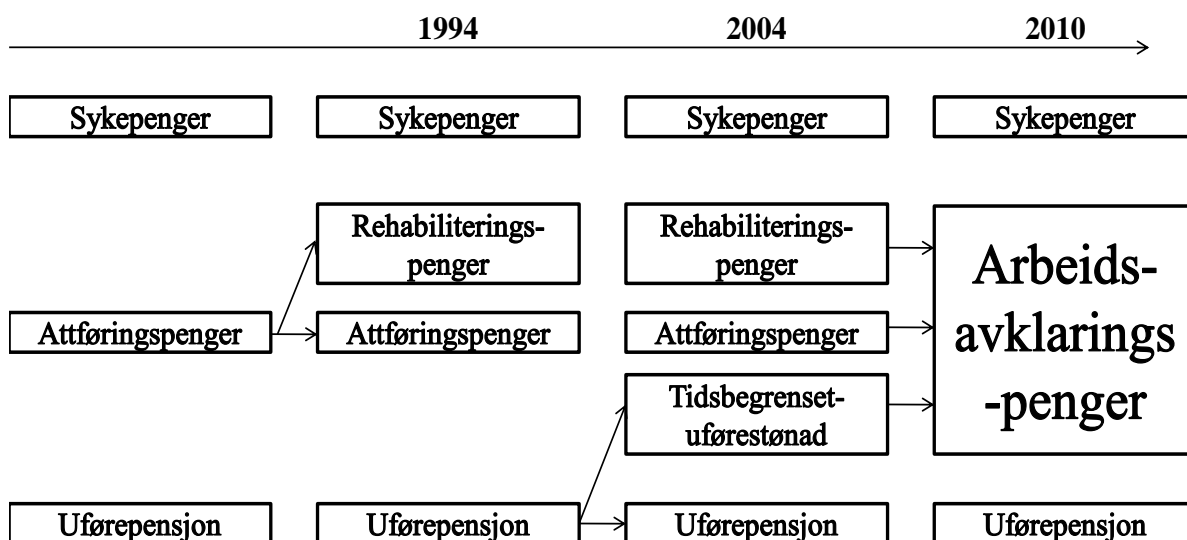 1994 2004 2010
Sykepenger Sykepenger Sykepenger Sykepenger
Rehabiliterings-
penger
Rehabiliterings-
penger
Arbeids-
avklarings
-penger
Attføringspenger Attføringspenger Attføringspenger
Tidsbegrenset-
uførestønad
Uførepensjon Uførepensjon Uførepensjon Uførepensjon